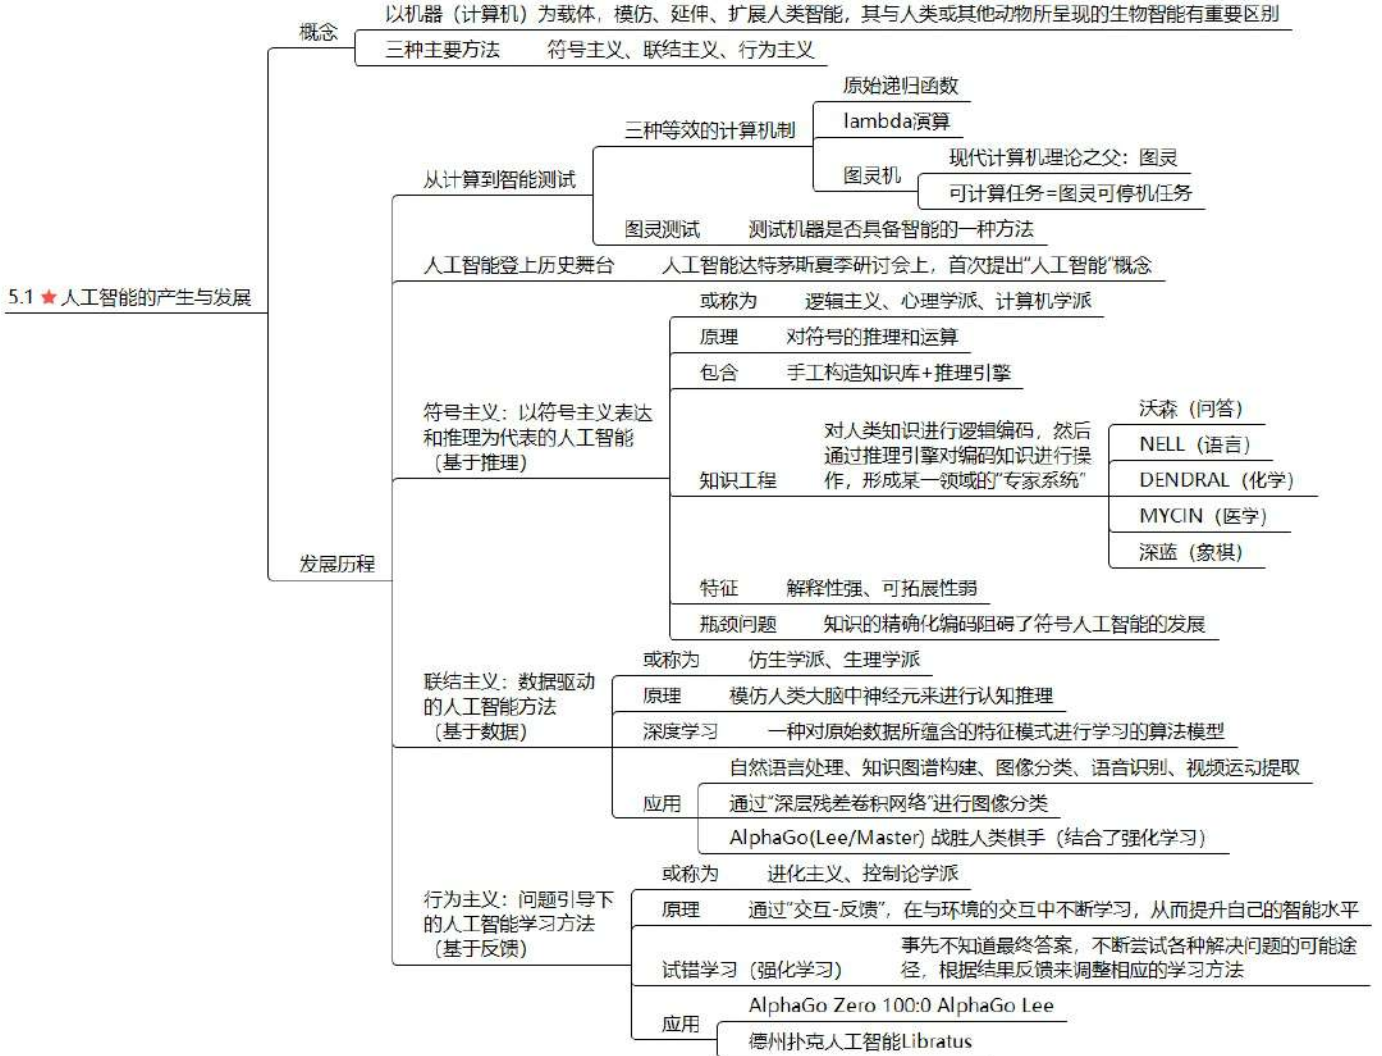 5.1 ★ 人工智能的产生与发展
概念
以机器（计算机）为载体，模仿、延伸、扩展人类智能，其与人类或其他动物所呈现的生物智能有重要区别
三种主要方法
符号主义、联结主义、行为主义
发展历程
从计算到智能测试
三种等效的计算机制
原始递归函数
lambda演算
图灵机
现代计算机理论之父：图灵
可计算任务=图灵可停机任务
图灵测试
测试机器是否具备智能的一种方法
人工智能登上历史舞台
人工智能达特茅斯夏季研讨会上，首次提出“人工智能”概念
符号主义：以符号主义表达
和推理为代表的人工智能
（基于推理）
或称为
逻辑主义、心理学派、计算机学派
原理
对符号的推理和运算
包含
手工构造知识库+推理引擎
知识工程
对人类知识进行逻辑编码，然后
通过推理引擎对编码知识进行操
作，形成某一领域的“专家系统”
沃森（问答）
NELL（语言）
DENDRAL（化学）
MYCIN（医学）
深蓝（象棋）
特征
解释性强、可拓展性弱
瓶颈问题
知识的精确化编码阻碍了符号人工智能的发展
联结主义：数据驱动
的人工智能方法
（基于数据）
或称为
仿生学派、生理学派
原理
模仿人类大脑中神经元来进行认知推理
深度学习
一种对原始数据所蕴含的特征模式进行学习的算法模型
应用
自然语言处理、知识图谱构建、图像分类、语音识别、视频运动提取
通过“深层残差卷积网络”进行图像分类
AlphaGo(Lee/Master) 战胜人类棋手（结合了强化学习）
行为主义：问题引导下
的人工智能学习方法
（基于反馈）
或称为
进化主义、控制论学派
原理
通过“交互-反馈”，在与环境的交互中不断学习，从而提升自己的智能水平
试错学习（强化学习）
事先不知道最终答案，不断尝试各种解决问题的可能途
径，根据结果反馈来调整相应的学习方法
应用
AlphaGo Zero 100:0 AlphaGo Lee
德州扑克人工智能Libratus